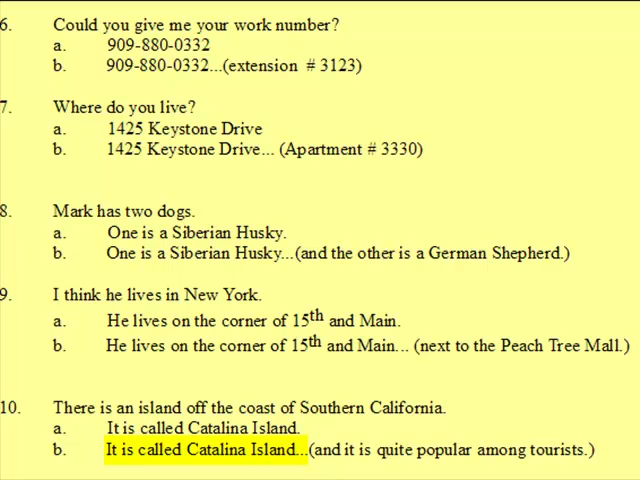 6. Could you give me your work number?
a. 909-880-0332
b. 909-880-0332...(extension # 3123)
7. Where do you live?
a. 1425 Keystone Drive
b. 1425 Keystone Drive... (Apartment # 3330)
8. Mark has two dogs.
a. One is a Siberian Husky.
b. One is a Siberian Husky...(and the other is a German Shepherd.)
9. I think he lives in New York.
a. He lives on the corner of 15th and Main.
b. He lives on the corner of 15th and Main... (next to the Peach Tree Mall.)
10. There is an island off the coast of Southern California.
a. It is called Catalina Island.
b. It is called Catalina Island...(and it is quite popular among tourists.)